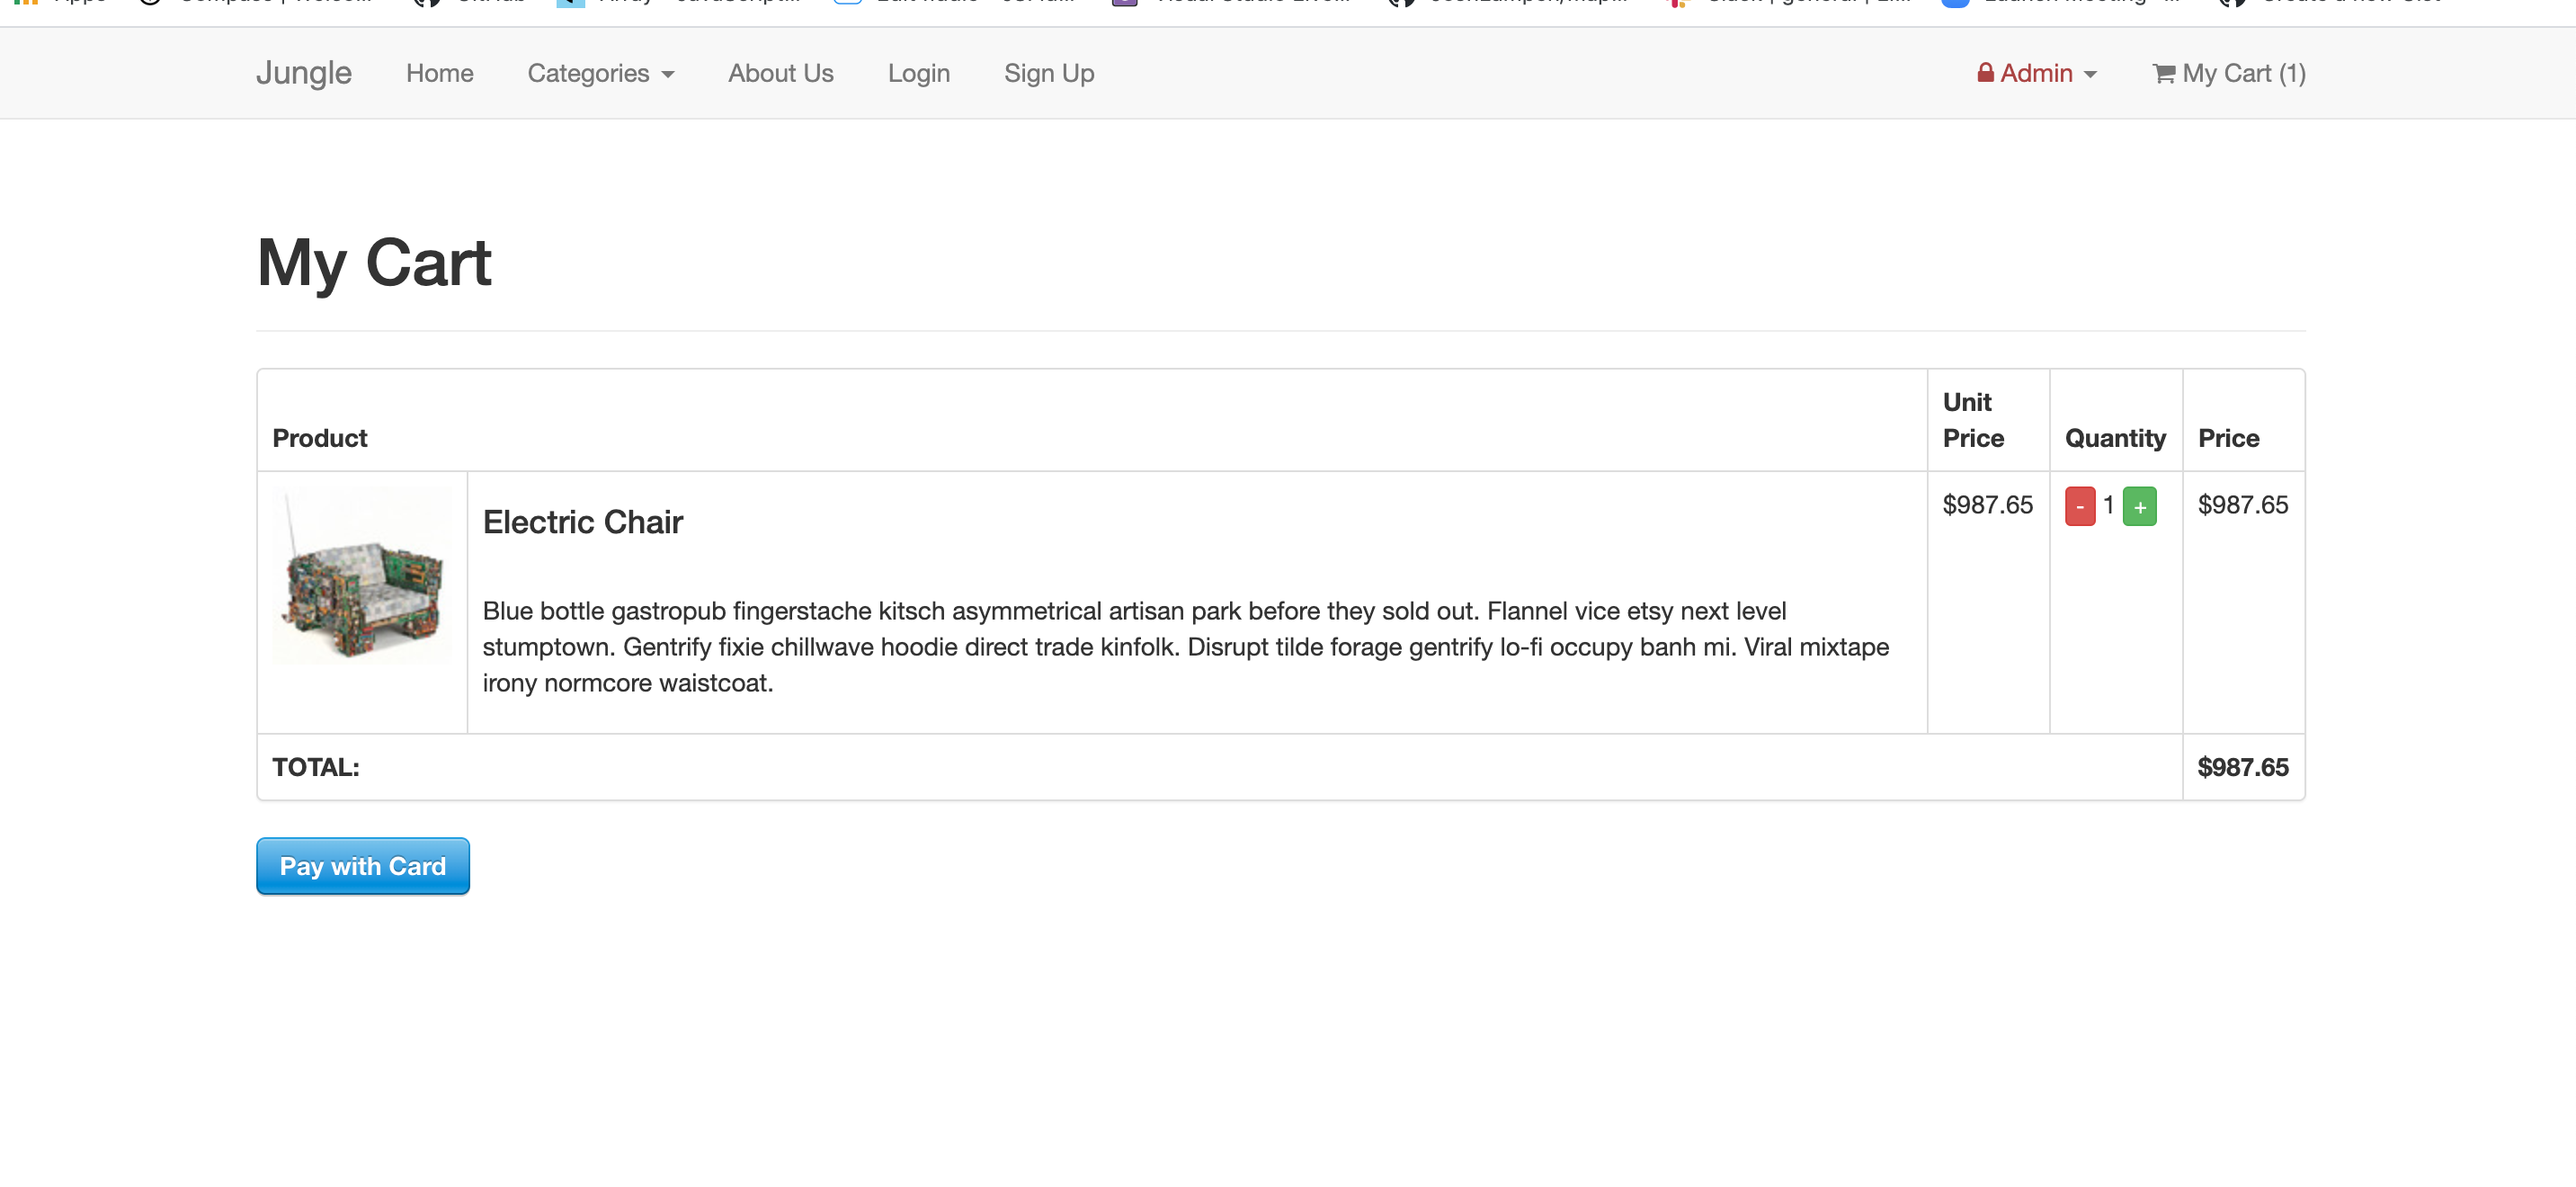 Jungle Home Categories About Us Login Sign Up Admin My Cart (1)
My Cart
Product Unit Price Quantity Price
Electric Chair $987.65 - 1 + $987.65
Blue bottle gastropub fingerstache kitsch asymmetrical artisan park before they sold out. Flannel vice etsy next level
stumptown. Gentrify fixie chillwave hoodie direct trade kinfolk. Disrupt tilde forage gentrify lo-fi occupy banh mi. Viral mixtape
irony normcore waistcoat.
TOTAL: $987.65
Pay with Card